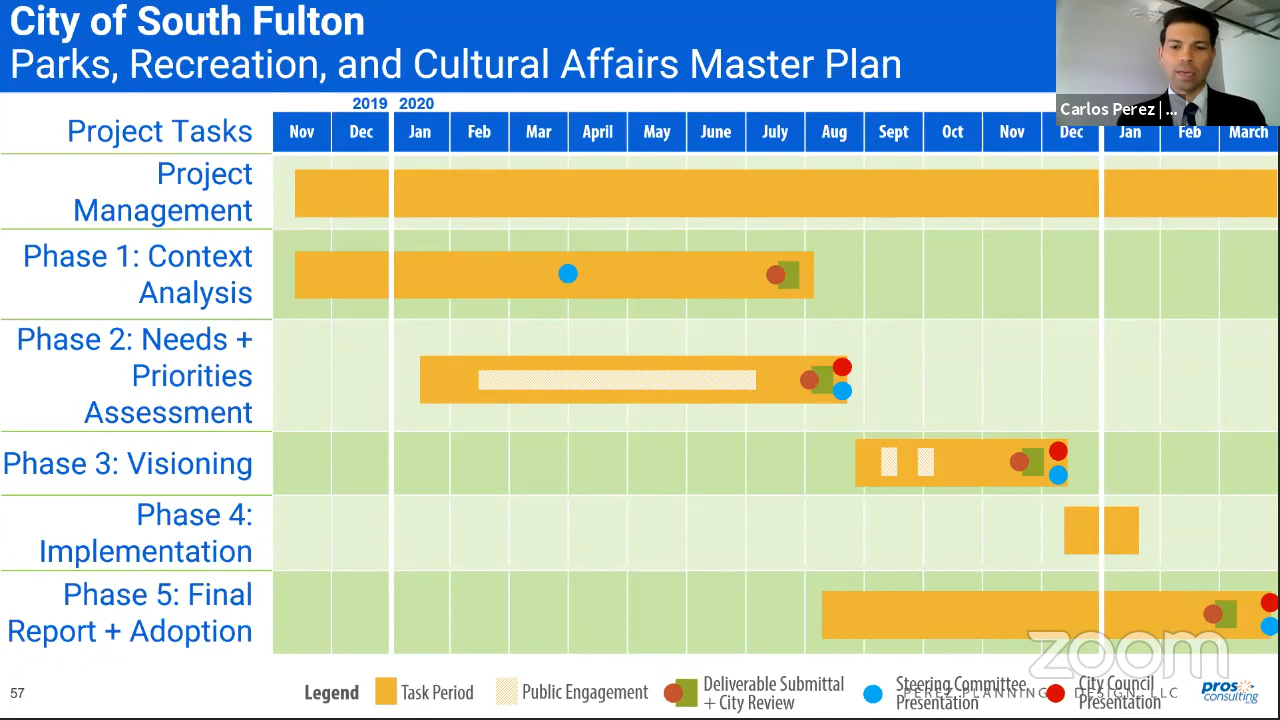 City of South Fulton
Parks, Recreation, and Cultural Affairs Master Plan
Carlos Perez | ...
2019 2020
Project Tasks
Nov Dec Jan Feb Mar April May June July Aug Sept Oct Nov Dec Jan Feb March
Project
Management
Phase 1: Context
Analysis
Phase 2: Needs +
Priorities
Assessment
Phase 3: Visioning
Phase 4:
Implementation
Phase 5: Final
Report + Adoption
zoom
57
Legend
Task Period
Public Engagement
Deliverable Submittal
+ City Review
Steering Committee
Presentation
City Council
Presentation
PEREZ PLANNING DESIGN, LLC
pros
consulting